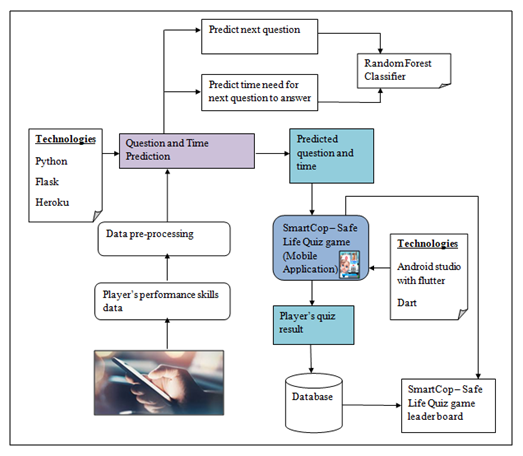 Predict next question
Predict time need for
next question to answer
Random Forest
Classifier
Technologies
Python
Flask
Heroku
Question and Time
Prediction
Predicted
question and
time
Data pre-processing
SmartCop – Safe
Life Quiz game
(Mobile
Application)
Technologies
Android studio
with flutter
Dart
Player's performance skills
data
Player's quiz
result
Database
SmartCop – Safe
Life Quiz game
leader board